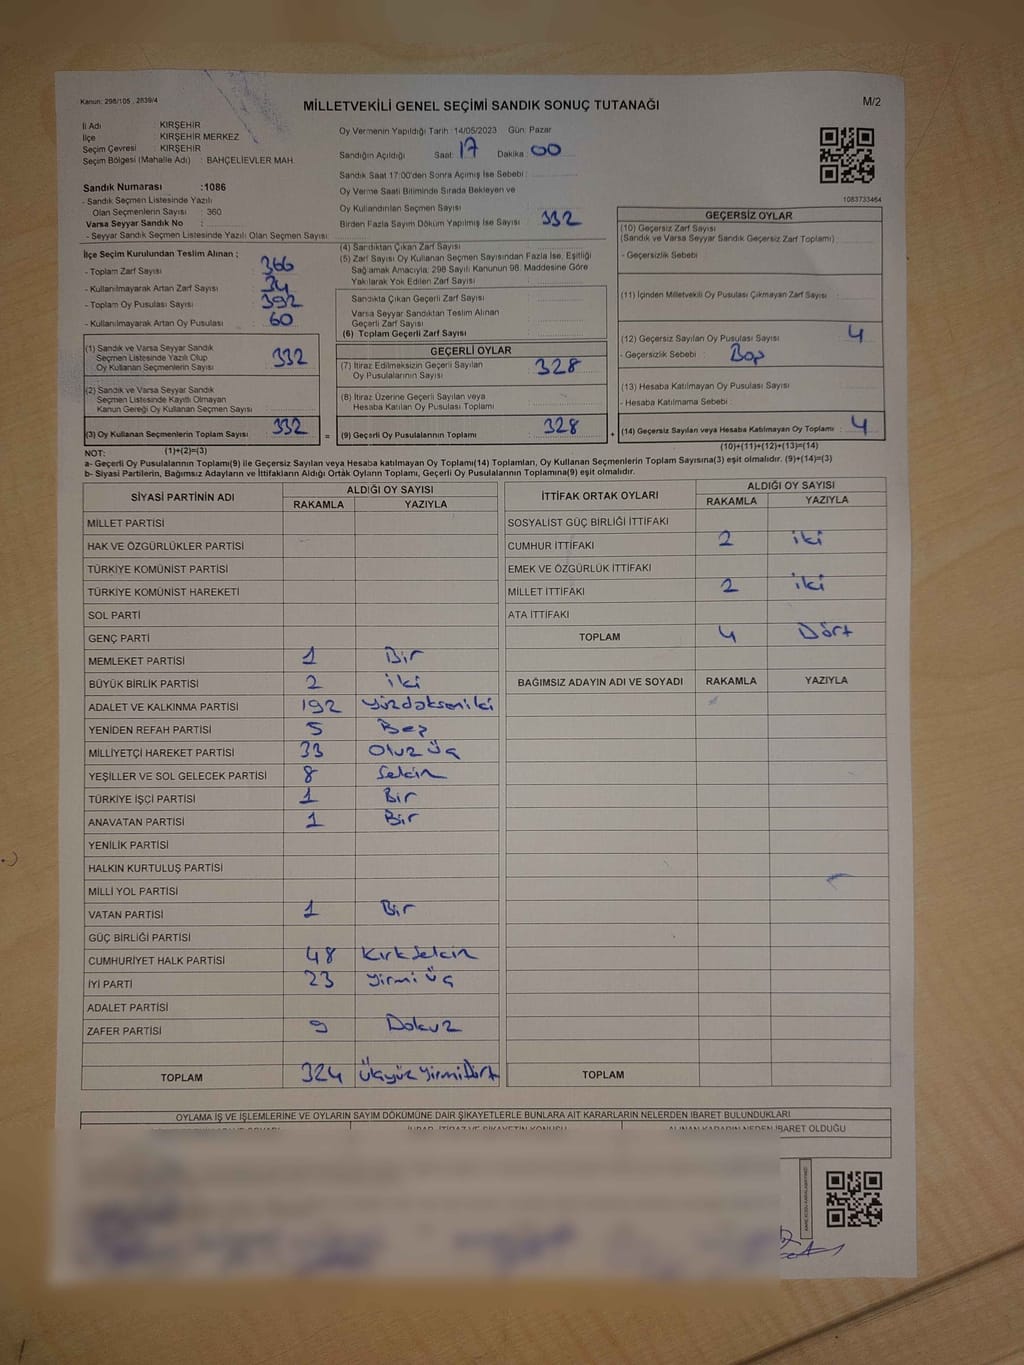 Kanun: 298/105 , 2839/4
MİLLETVEKİLİ GENEL SEÇİMİ SANDIK SONUÇ TUTANAĞI
M/2
İl Adı : KIRŞEHİR
İlçe : KIRŞEHİR MERKEZ
Seçim Çevresi : KIRŞEHİR
Seçim Bölgesi (Mahalle Adı) : BAHÇELİEVLER MAH.
Oy Vermenin Yapıldığı Tarih : 14/05/2023 Gün: Pazar
Sandığın Açıldığı Saat: 17 Dakika : 00
Sandık Saat 17:00'den Sonra Açımış İse Sebebi :
Oy Verme Saati Bitiminde Sırada Bekleyen ve
Oy Kullandırılan Seçmen Sayısı
Birden Fazla Sayım Döküm Yapılmış İse Sayısı 332
1083733464
Sandık Numarası :1086
- Sandık Seçmen Listesinde Yazılı
Olan Seçmenlerin Sayısı : 360
Varsa Seyyar Sandık No :
- Seyyar Sandık Seçmen Listesinde Yazılı Olan Seçmen Sayısı:
İlçe Seçim Kurulundan Teslim Alınan ;
- Toplam Zarf Sayısı : 366
- Kullanılmayarak Artan Zarf Sayısı : 34
- Toplam Oy Pusulası Sayısı : 392
- Kullanılmayarak Artan Oy Pusulası : 60
(1) Sandık ve Varsa Seyyar Sandık
Seçmen Listesinde Yazılı Olup
Oy Kullanan Seçmenlerin Sayısı 332
(2) Sandık ve Varsa Seyyar Sandık
Seçmen Listesinde Kayıtlı Olmayan
Kanun Gereği Oy Kullanan Seçmen Sayısı
(3) Oy Kullanan Seçmenlerin Toplam Sayısı 332
(1)+(2)=(3)
(4) Sandıktan Çıkan Zarf Sayısı
(5) Zarf Sayısı Oy Kullanan Seçmen Sayısından Fazla İse, Eşitliği
Sağlamak Amacıyla; 298 Sayılı Kanunun 98. Maddesine Göre
Yakılarak Yok Edilen Zarf Sayısı
Sandıkta Çıkan Geçerli Zarf Sayısı
Varsa Seyyar Sandıktan Teslim Alınan
Geçerli Zarf Sayısı
(6) Toplam Geçerli Zarf Sayısı
GEÇERLİ OYLAR
(7) İtiraz Edilmeksizin Geçerli Sayılan
Oy Pusulalarının Sayısı 328
(8) İtiraz Üzerine Geçerli Sayılan veya
Hesaba Katılan Oy Pusulası Toplamı
= (9) Geçerli Oy Pusulalarının Toplamı 328 +
GEÇERSİZ OYLAR
(10) Geçersiz Zarf Sayısı
(Sandık ve Varsa Seyyar Sandık Geçersiz Zarf Toplamı) :
- Geçersizlik Sebebi :
(11) İçinden Milletvekili Oy Pusulası Çıkmayan Zarf Sayısı :
(12) Geçersiz Sayılan Oy Pusulası Sayısı : 4
- Geçersizlik Sebebi : Boş
(13) Hesaba Katılmayan Oy Pusulası Sayısı :
- Hesaba Katılmama Sebebi :
(14) Geçersiz Sayılan veya Hesaba Katılmayan Oy Toplamı : 4
(10)+(11)+(12)+(13)=(14)
NOT:
a- Geçerli Oy Pusulalarının Toplamı(9) ile Geçersiz Sayılan veya Hesaba katılmayan Oy Toplamı(14) Toplamları, Oy Kullanan Seçmenlerin Toplam Sayısına(3) eşit olmalıdır. (9)+(14)=(3)
b- Siyasi Partilerin, Bağımsız Adayların ve İttifakların Aldığı Ortak Oyların Toplamı, Geçerli Oy Pusulalarının Toplamına(9) eşit olmalıdır.
SİYASİ PARTİNİN ADI
ALDIĞI OY SAYISI
RAKAMLA YAZIYLA
MİLLET PARTİSİ
HAK VE ÖZGÜRLÜKLER PARTİSİ
TÜRKİYE KOMÜNİST PARTİSİ
TÜRKİYE KOMÜNİST HAREKETİ
SOL PARTİ
GENÇ PARTİ
MEMLEKET PARTİSİ 1 Bir
BÜYÜK BİRLİK PARTİSİ 2 iki
ADALET VE KALKINMA PARTİSİ 192 Yüzdoksaniki
YENİDEN REFAH PARTİSİ 5 Beş
MİLLİYETÇİ HAREKET PARTİSİ 33 Otuz üç
YEŞİLLER VE SOL GELECEK PARTİSİ 8 Sekiz
TÜRKİYE İŞÇİ PARTİSİ 1 Bir
ANAVATAN PARTİSİ 1 Bir
YENİLİK PARTİSİ
HALKIN KURTULUŞ PARTİSİ
MİLLİ YOL PARTİSİ
VATAN PARTİSİ 1 Bir
GÜÇ BİRLİĞİ PARTİSİ
CUMHURİYET HALK PARTİSİ 48 Kırk sekiz
İYİ PARTİ 23 yirmi üç
ADALET PARTİSİ
ZAFER PARTİSİ 9 Dokuz
TOPLAM 324 ÜçyüzyirmiDört
İTTİFAK ORTAK OYLARI
ALDIĞI OY SAYISI
RAKAMLA YAZIYLA
SOSYALİST GÜÇ BİRLİĞİ İTTİFAKI
CUMHUR İTTİFAKI 2 iki
EMEK VE ÖZGÜRLÜK İTTİFAKI
MİLLET İTTİFAKI 2 iki
ATA İTTİFAKI
TOPLAM 4 Dört
BAĞIMSIZ ADAYIN ADI VE SOYADI RAKAMLA YAZIYLA
TOPLAM
OYLAMA İŞ VE İŞLEMLERİNE VE OYLARIN SAYIM DÖKÜMÜNE DAİR ŞİKAYETLERLE BUNLARA AİT KARARLARIN NELERDEN İBARET BULUNDUKLARI
ALINAN KARARIN NEDEN İBARET OLDUĞU